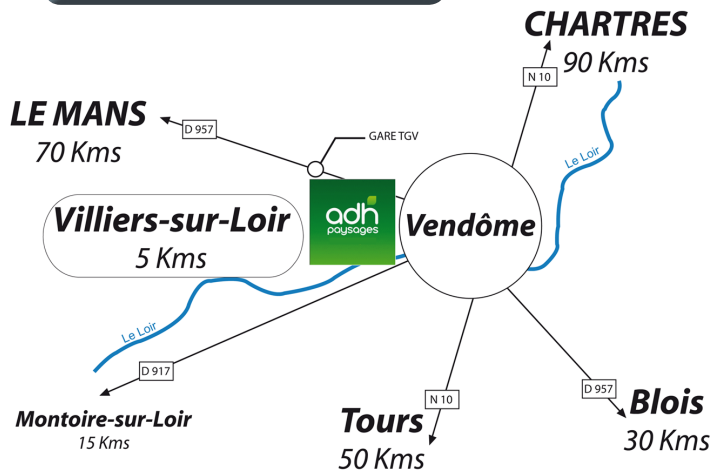 CHARTRES
90 Kms
N 10
LE MANS
70 Kms
D 957
GARE TGV
Le Loir
Villiers-sur-Loir
5 Kms
adh
paysages
Vendôme
Le Loir
D 917
Montoire-sur-Loir
15 Kms
N 10
Tours
50 Kms
D 957
Blois
30 Kms